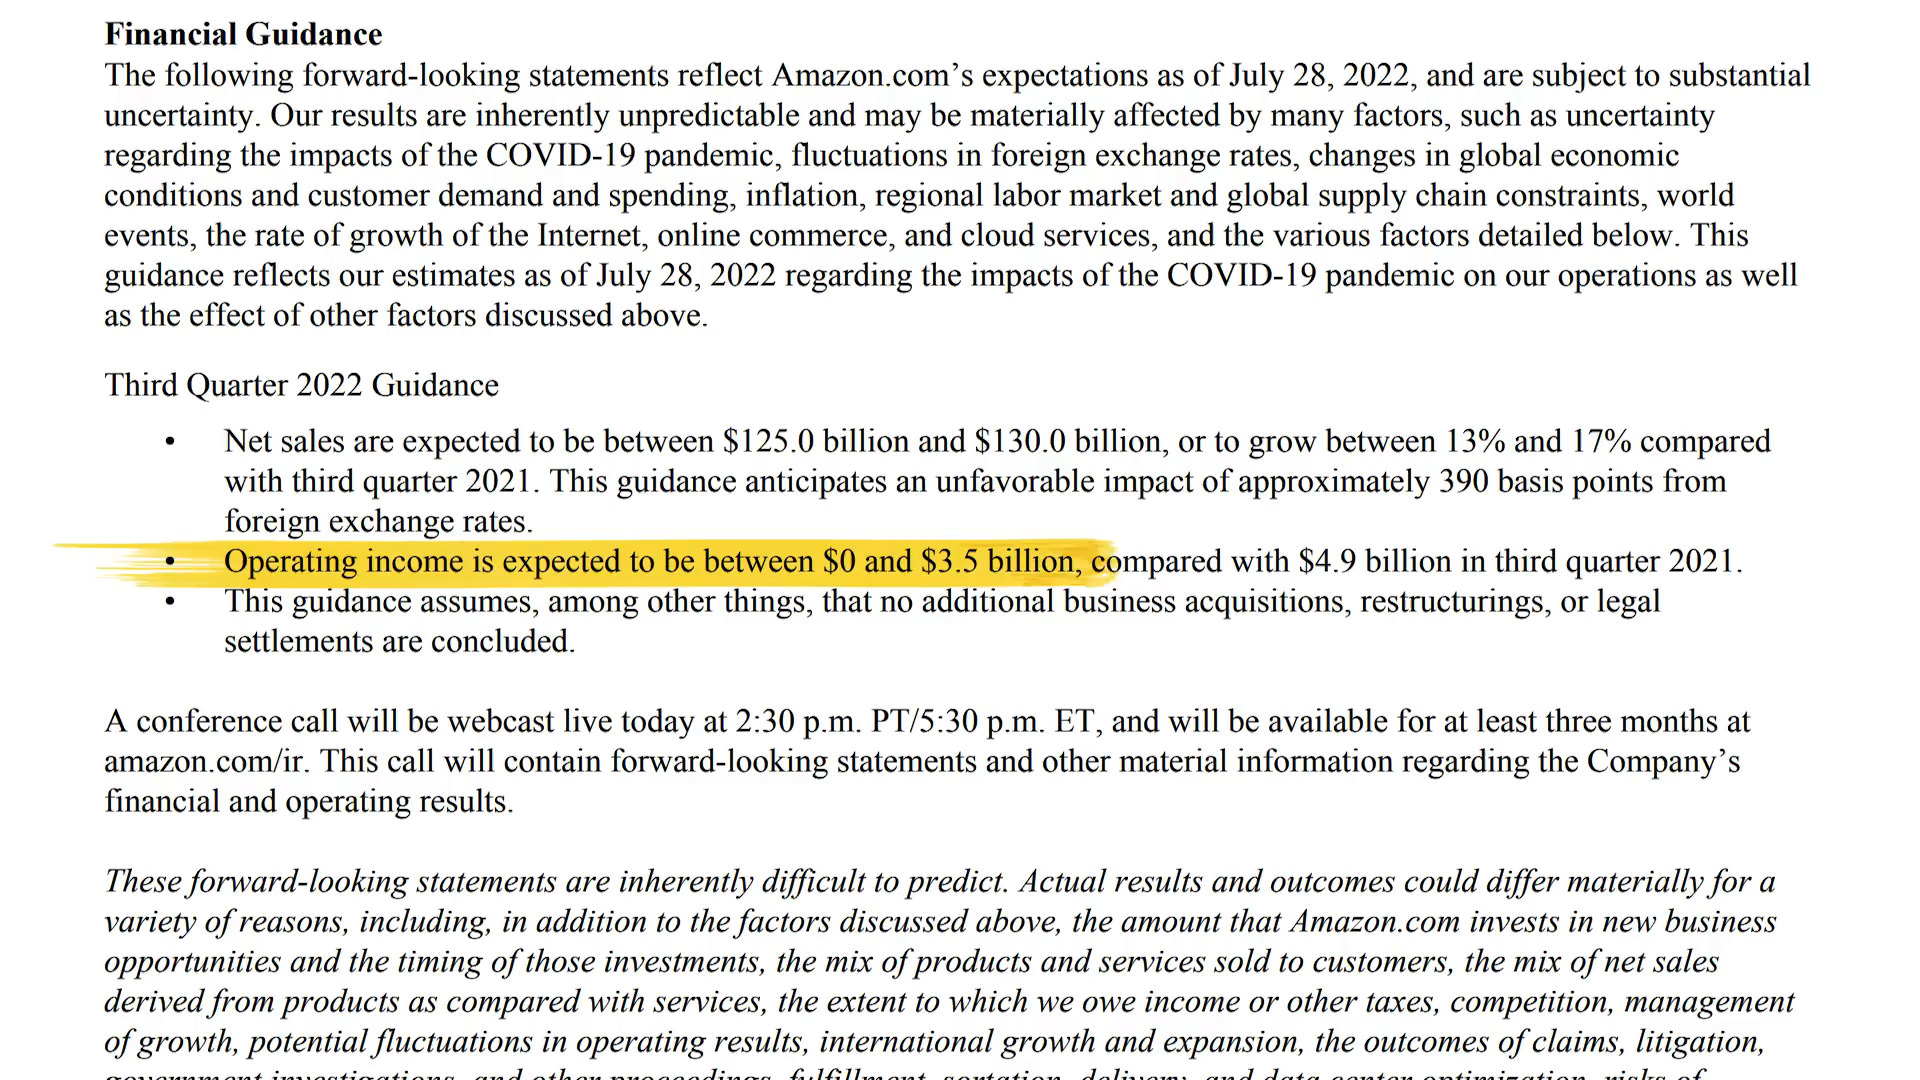 Financial Guidance
The following forward-looking statements reflect Amazon.com’s expectations as of July 28, 2022, and are subject to substantial
uncertainty. Our results are inherently unpredictable and may be materially affected by many factors, such as uncertainty
regarding the impacts of the COVID-19 pandemic, fluctuations in foreign exchange rates, changes in global economic
conditions and customer demand and spending, inflation, regional labor market and global supply chain constraints, world
events, the rate of growth of the Internet, online commerce, and cloud services, and the various factors detailed below. This
guidance reflects our estimates as of July 28, 2022 regarding the impacts of the COVID-19 pandemic on our operations as well
as the effect of other factors discussed above.
Third Quarter 2022 Guidance
• Net sales are expected to be between $125.0 billion and $130.0 billion, or to grow between 13% and 17% compared
with third quarter 2021. This guidance anticipates an unfavorable impact of approximately 390 basis points from
foreign exchange rates.
• Operating income is expected to be between $0 and $3.5 billion, compared with $4.9 billion in third quarter 2021.
• This guidance assumes, among other things, that no additional business acquisitions, restructurings, or legal
settlements are concluded.
A conference call will be webcast live today at 2:30 p.m. PT/5:30 p.m. ET, and will be available for at least three months at
amazon.com/ir. This call will contain forward-looking statements and other material information regarding the Company’s
financial and operating results.
These forward-looking statements are inherently difficult to predict. Actual results and outcomes could differ materially for a
variety of reasons, including, in addition to the factors discussed above, the amount that Amazon.com invests in new business
opportunities and the timing of those investments, the mix of products and services sold to customers, the mix of net sales
derived from products as compared with services, the extent to which we owe income or other taxes, competition, management
of growth, potential fluctuations in operating results, international growth and expansion, the outcomes of claims, litigation,
government investigations, and other proceedings, fulfillment, sortation, delivery, and data center optimization, risks of